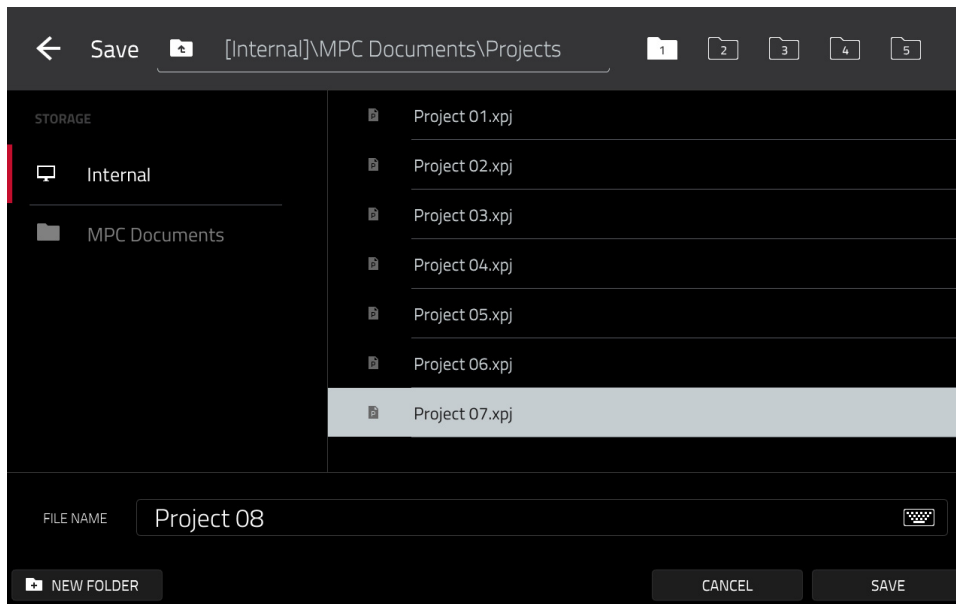 Save [Internal]\MPC Documents\Projects 1 2 3 4 5
STORAGE
Internal
MPC Documents
Project 01.xpj
Project 02.xpj
Project 03.xpj
Project 04.xpj
Project 05.xpj
Project 06.xpj
Project 07.xpj
FILE NAME Project 08
NEW FOLDER CANCEL SAVE